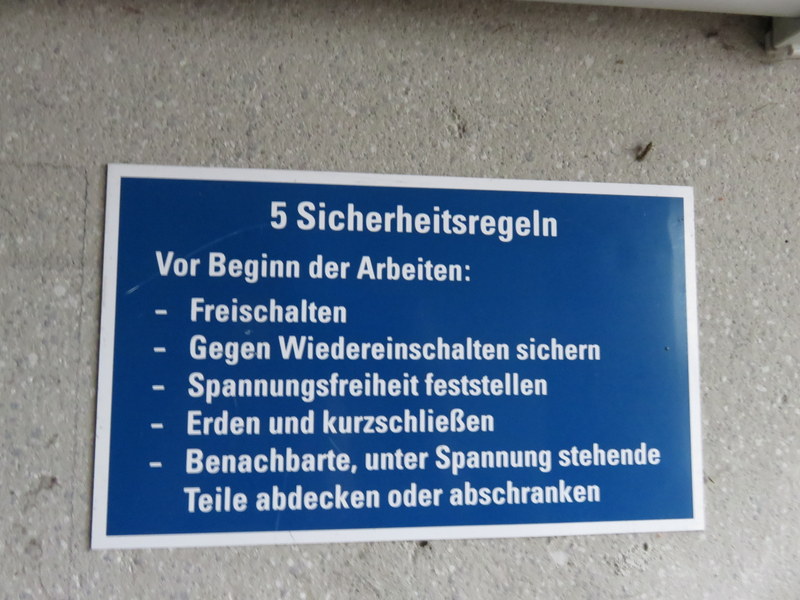 5 Sicherheitsregeln
Vor Beginn der Arbeiten:
- Freischalten
- Gegen Wiedereinschalten sichern
- Spannungsfreiheit feststellen
- Erden und kurzschließen
- Benachbarte, unter Spannung stehende
Teile abdecken oder abschranken